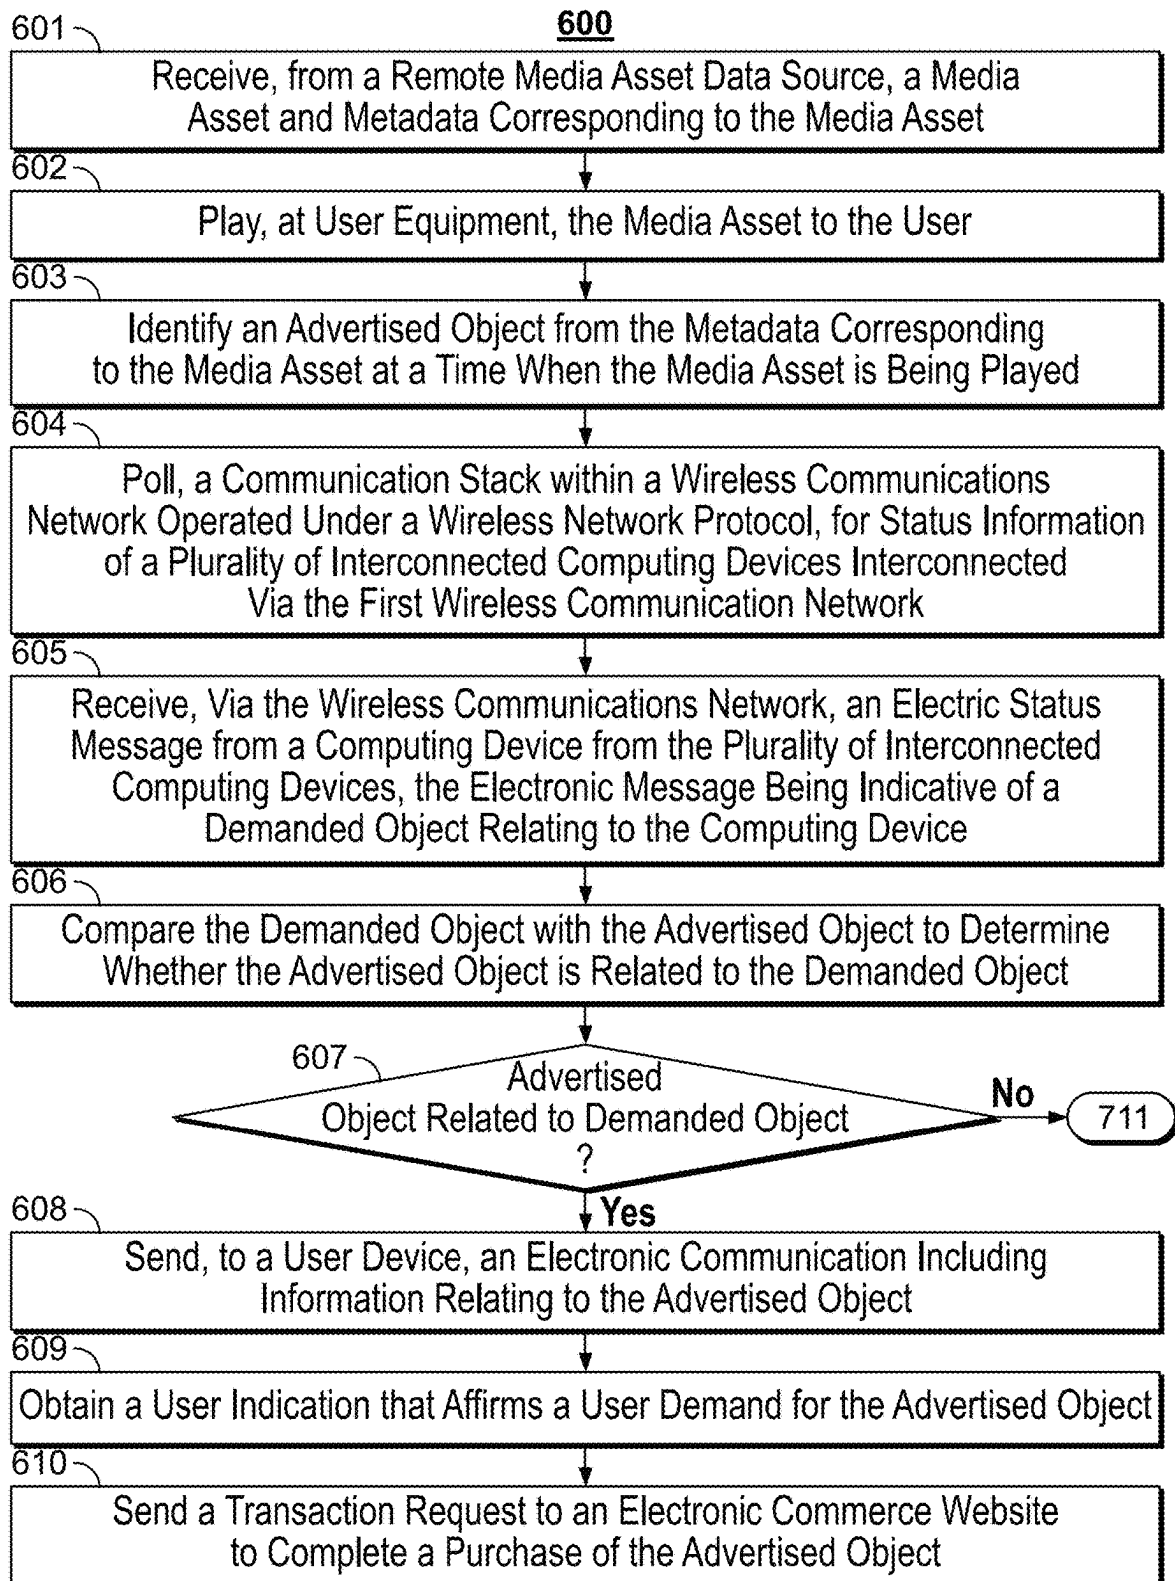 600
601
Receive, from a Remote Media Asset Data Source, a Media
Asset and Metadata Corresponding to the Media Asset
602
Play, at User Equipment, the Media Asset to the User
603
Identify an Advertised Object from the Metadata Corresponding
to the Media Asset at a Time When the Media Asset is Being Played
604
Poll, a Communication Stack within a Wireless Communications
Network Operated Under a Wireless Network Protocol, for Status Information
of a Plurality of Interconnected Computing Devices Interconnected
Via the First Wireless Communication Network
605
Receive, Via the Wireless Communications Network, an Electric Status
Message from a Computing Device from the Plurality of Interconnected
Computing Devices, the Electronic Message Being Indicative of a
Demanded Object Relating to the Computing Device
606
Compare the Demanded Object with the Advertised Object to Determine
Whether the Advertised Object is Related to the Demanded Object
607
Advertised
Object Related to Demanded Object
?
No
711
Yes
608
Send, to a User Device, an Electronic Communication Including
Information Relating to the Advertised Object
609
Obtain a User Indication that Affirms a User Demand for the Advertised Object
610
Send a Transaction Request to an Electronic Commerce Website
to Complete a Purchase of the Advertised Object